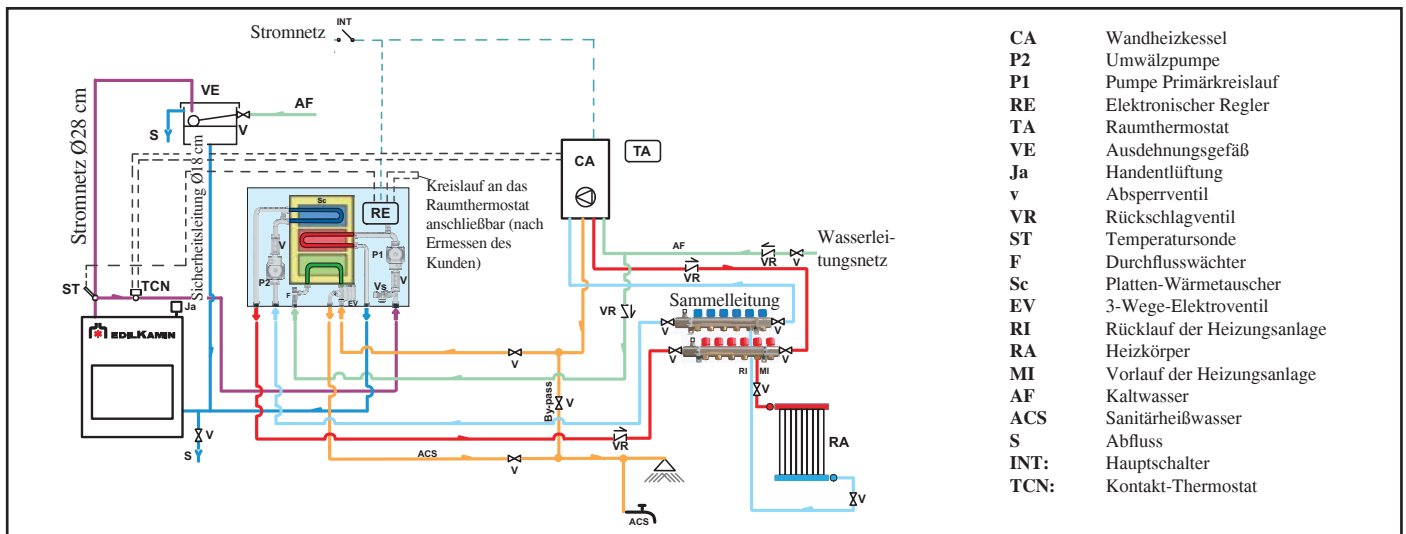 Stromnetz
INT
VE
AF
S
V
Stromnetz Ø28 cm
Sicherheitsleitung Ø18 cm
CA
TA
Kreislauf an das
Raumthermostat
anschließbar (nach
Ermessen des
Kunden)
Sc
RE
V
P1
P2
V
Vs
F
EV
ST
TCN
Ja
EDILKAMIN
AF
VR
V
Wasserlei-
tungsnetz
VR
VR
Sammelleitung
V
V
V
V
RI
MI
V
V
By-pass
V
VR
V
S
ACS
V
RA
V
ACS
CA Wandheizkessel
P2 Umwälzpumpe
P1 Pumpe Primärkreislauf
RE Elektronischer Regler
TA Raumthermostat
VE Ausdehnungsgefäß
Ja Handentlüftung
v Absperrventil
VR Rückschlagventil
ST Temperatursonde
F Durchflusswächter
Sc Platten-Wärmetauscher
EV 3-Wege-Elektroventil
RI Rücklauf der Heizungsanlage
RA Heizkörper
MI Vorlauf der Heizungsanlage
AF Kaltwasser
ACS Sanitärheißwasser
S Abfluss
INT: Hauptschalter
TCN: Kontakt-Thermostat